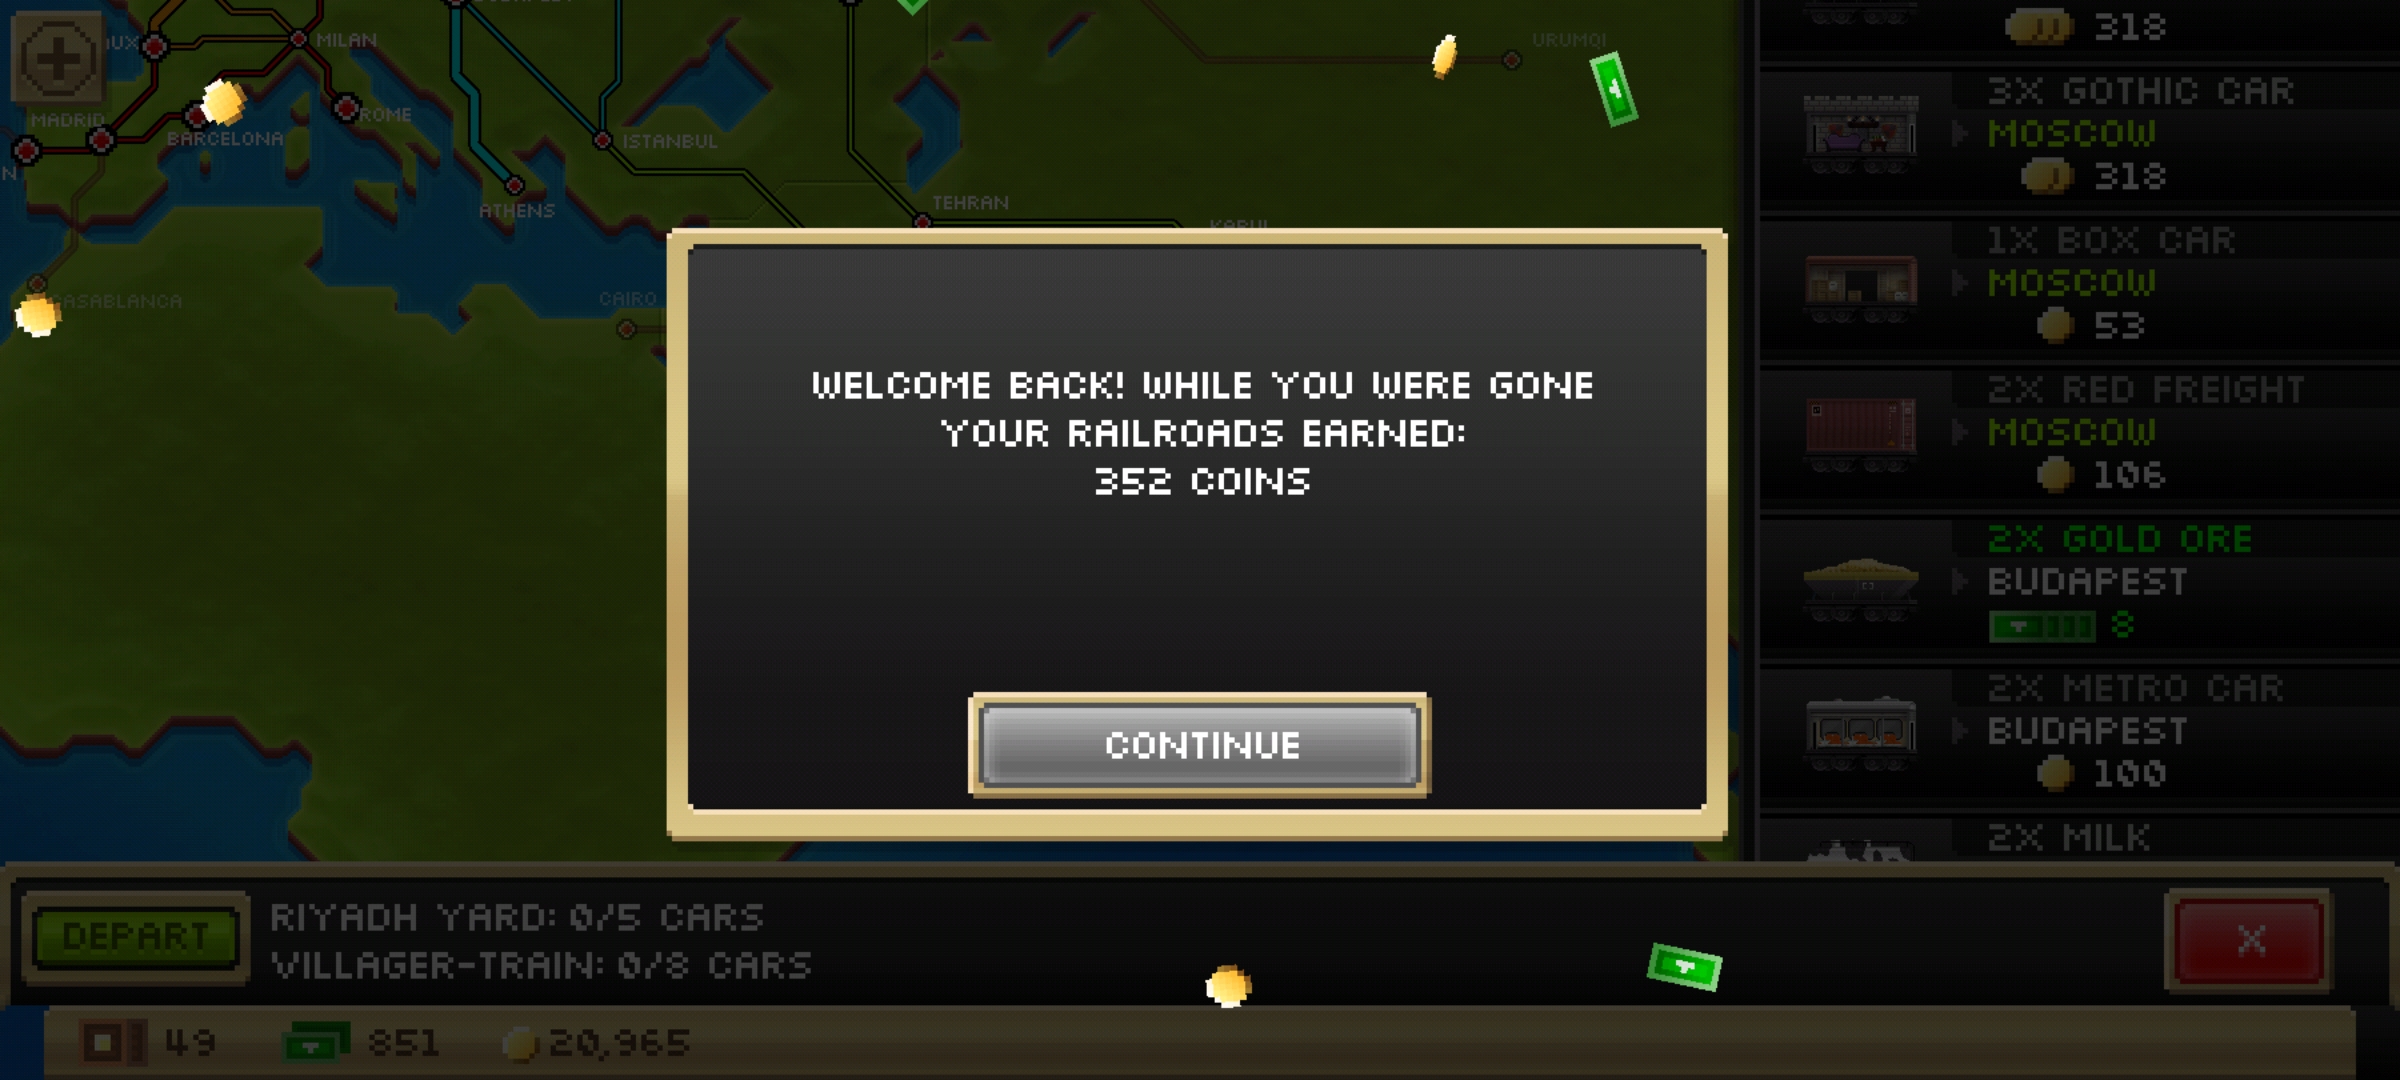 MILAN
URUMQI
318
3X GOTHIC CAR
MOSCOW
318
MADRID
BARCELONA
ROME
ISTANBUL
ATHENS
TEHRAN
1X BOX CAR
MOSCOW
53
CASABLANCA
CAIRO
WELCOME BACK! WHILE YOU WERE GONE
YOUR RAILROADS EARNED:
352 COINS
CONTINUE
2X RED FREIGHT
MOSCOW
106
2X GOLD ORE
BUDAPEST
8
2X METRO CAR
BUDAPEST
100
2X MILK
DEPART
RIYADH YARD: 0/5 CARS
VILLAGER-TRAIN: 0/8 CARS
X
49
851
20,965